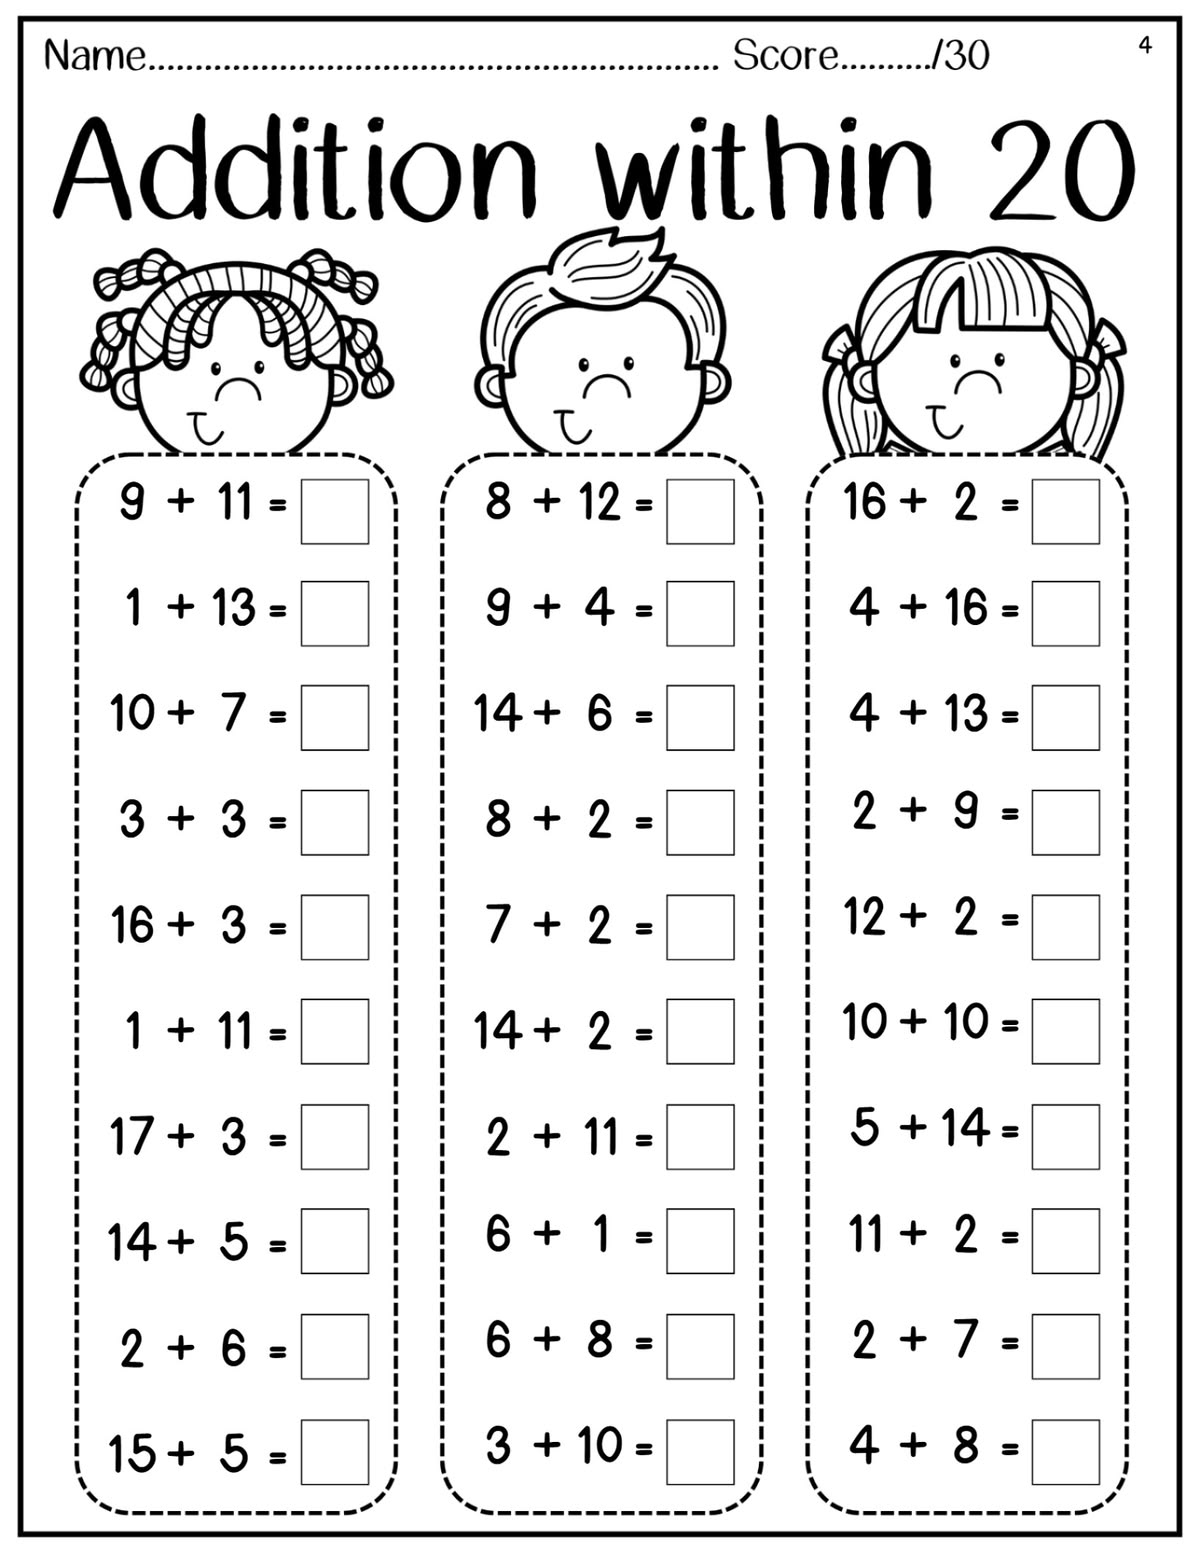 Name............................................................ Score........../30
4
Addition within 20
9 + 11 =
1 + 13 =
10 + 7 =
3 + 3 =
16 + 3 =
1 + 11 =
17 + 3 =
14 + 5 =
2 + 6 =
15 + 5 =
8 + 12 =
9 + 4 =
14 + 6 =
8 + 2 =
7 + 2 =
14 + 2 =
2 + 11 =
6 + 1 =
6 + 8 =
3 + 10 =
16 + 2 =
4 + 16 =
4 + 13 =
2 + 9 =
12 + 2 =
10 + 10 =
5 + 14 =
11 + 2 =
2 + 7 =
4 + 8 =